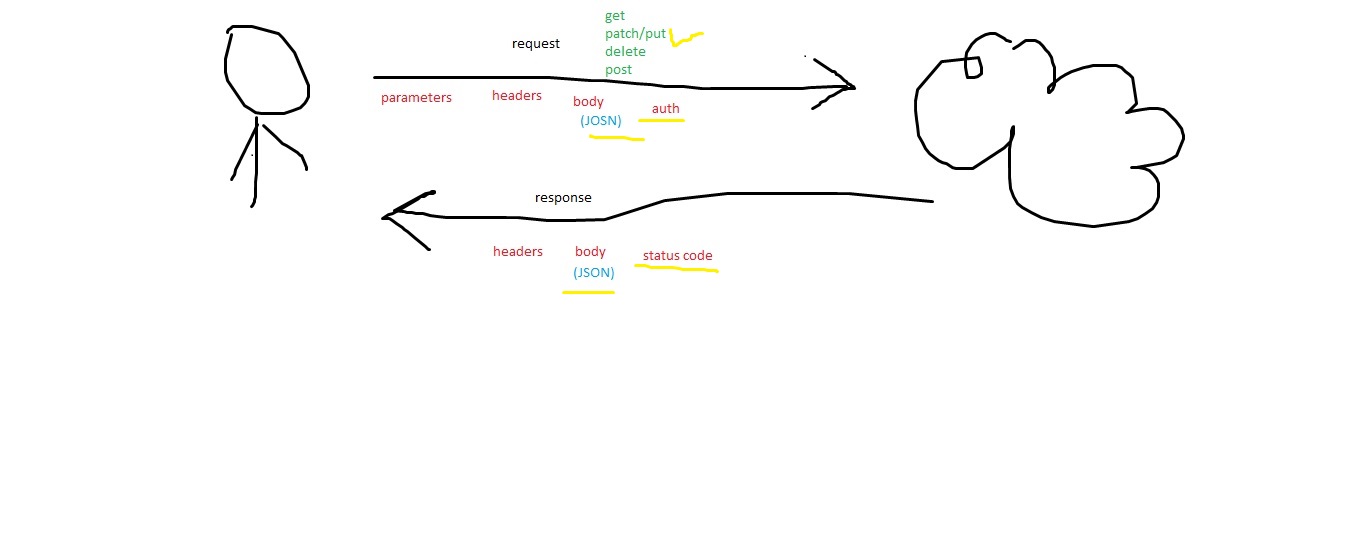 get
patch/put
request
delete
post
parameters
headers
body
auth
(JOSN)
response
headers
body
status code
(JSON)